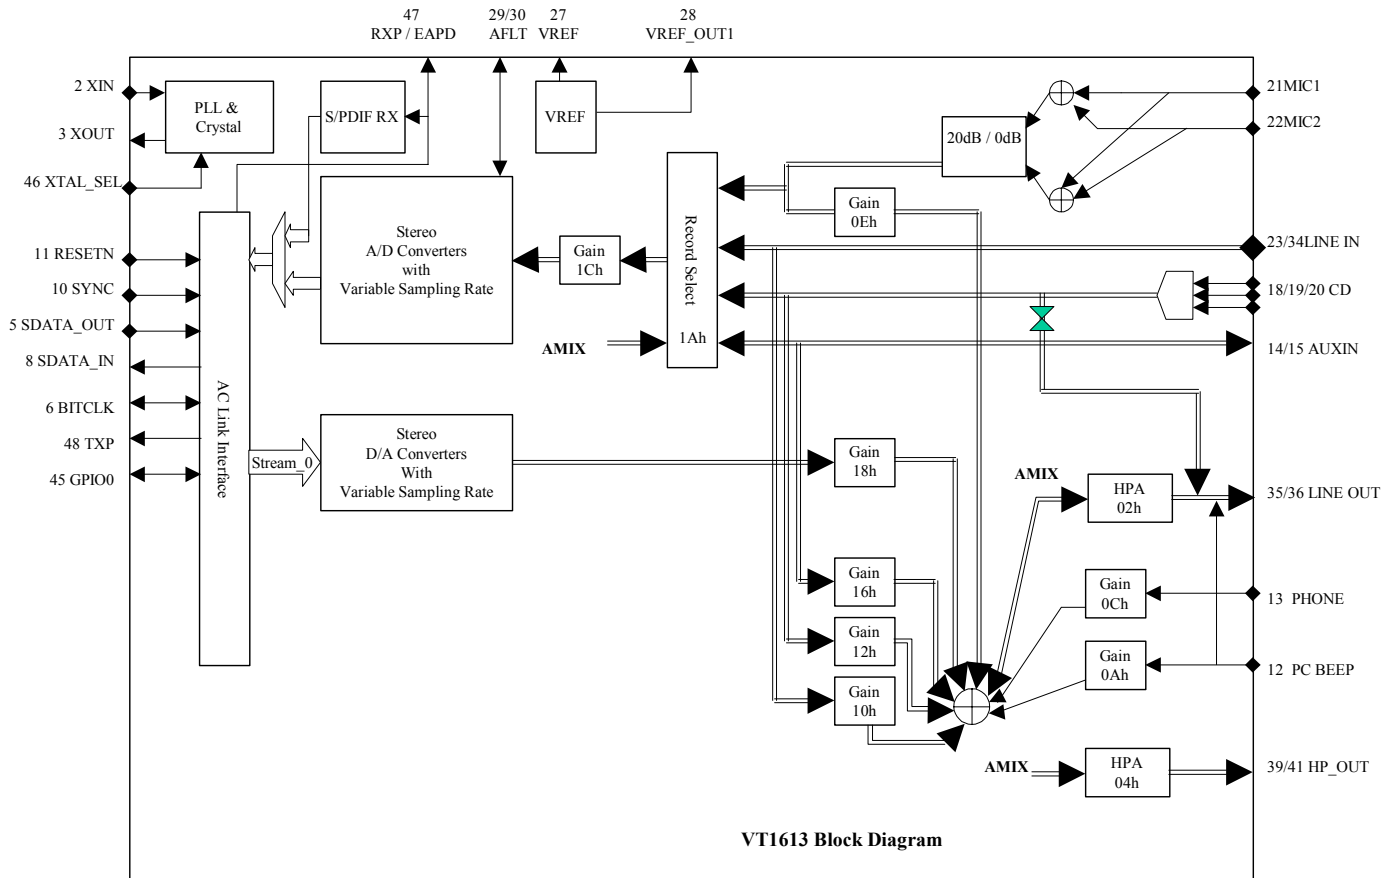 47
RXP / EAPD
29/30
AFLT
27
VREF
28
VREF_OUT1
2 XIN
3 XOUT
46 XTAL_SEL
11 RESETN
10 SYNC
5 SDATA_OUT
8 SDATA_IN
6 BITCLK
48 TXP
45 GPIO0
PLL &
Crystal
S/PDIF RX
VREF
20dB / 0dB
21MIC1
22MIC2
AC Link Interface
Stereo
A/D Converters
with
Variable Sampling Rate
Gain
1Ch
Record Select
1Ah
Gain
0Eh
23/34LINE IN
18/19/20 CD
14/15 AUXIN
AMIX
Stream_0
Stereo
D/A Converters
With
Variable Sampling Rate
Gain
18h
Gain
16h
Gain
12h
Gain
10h
AMIX
HPA
02h
35/36 LINE OUT
Gain
0Ch
13 PHONE
Gain
0Ah
12 PC BEEP
AMIX
HPA
04h
39/41 HP_OUT
VT1613 Block Diagram